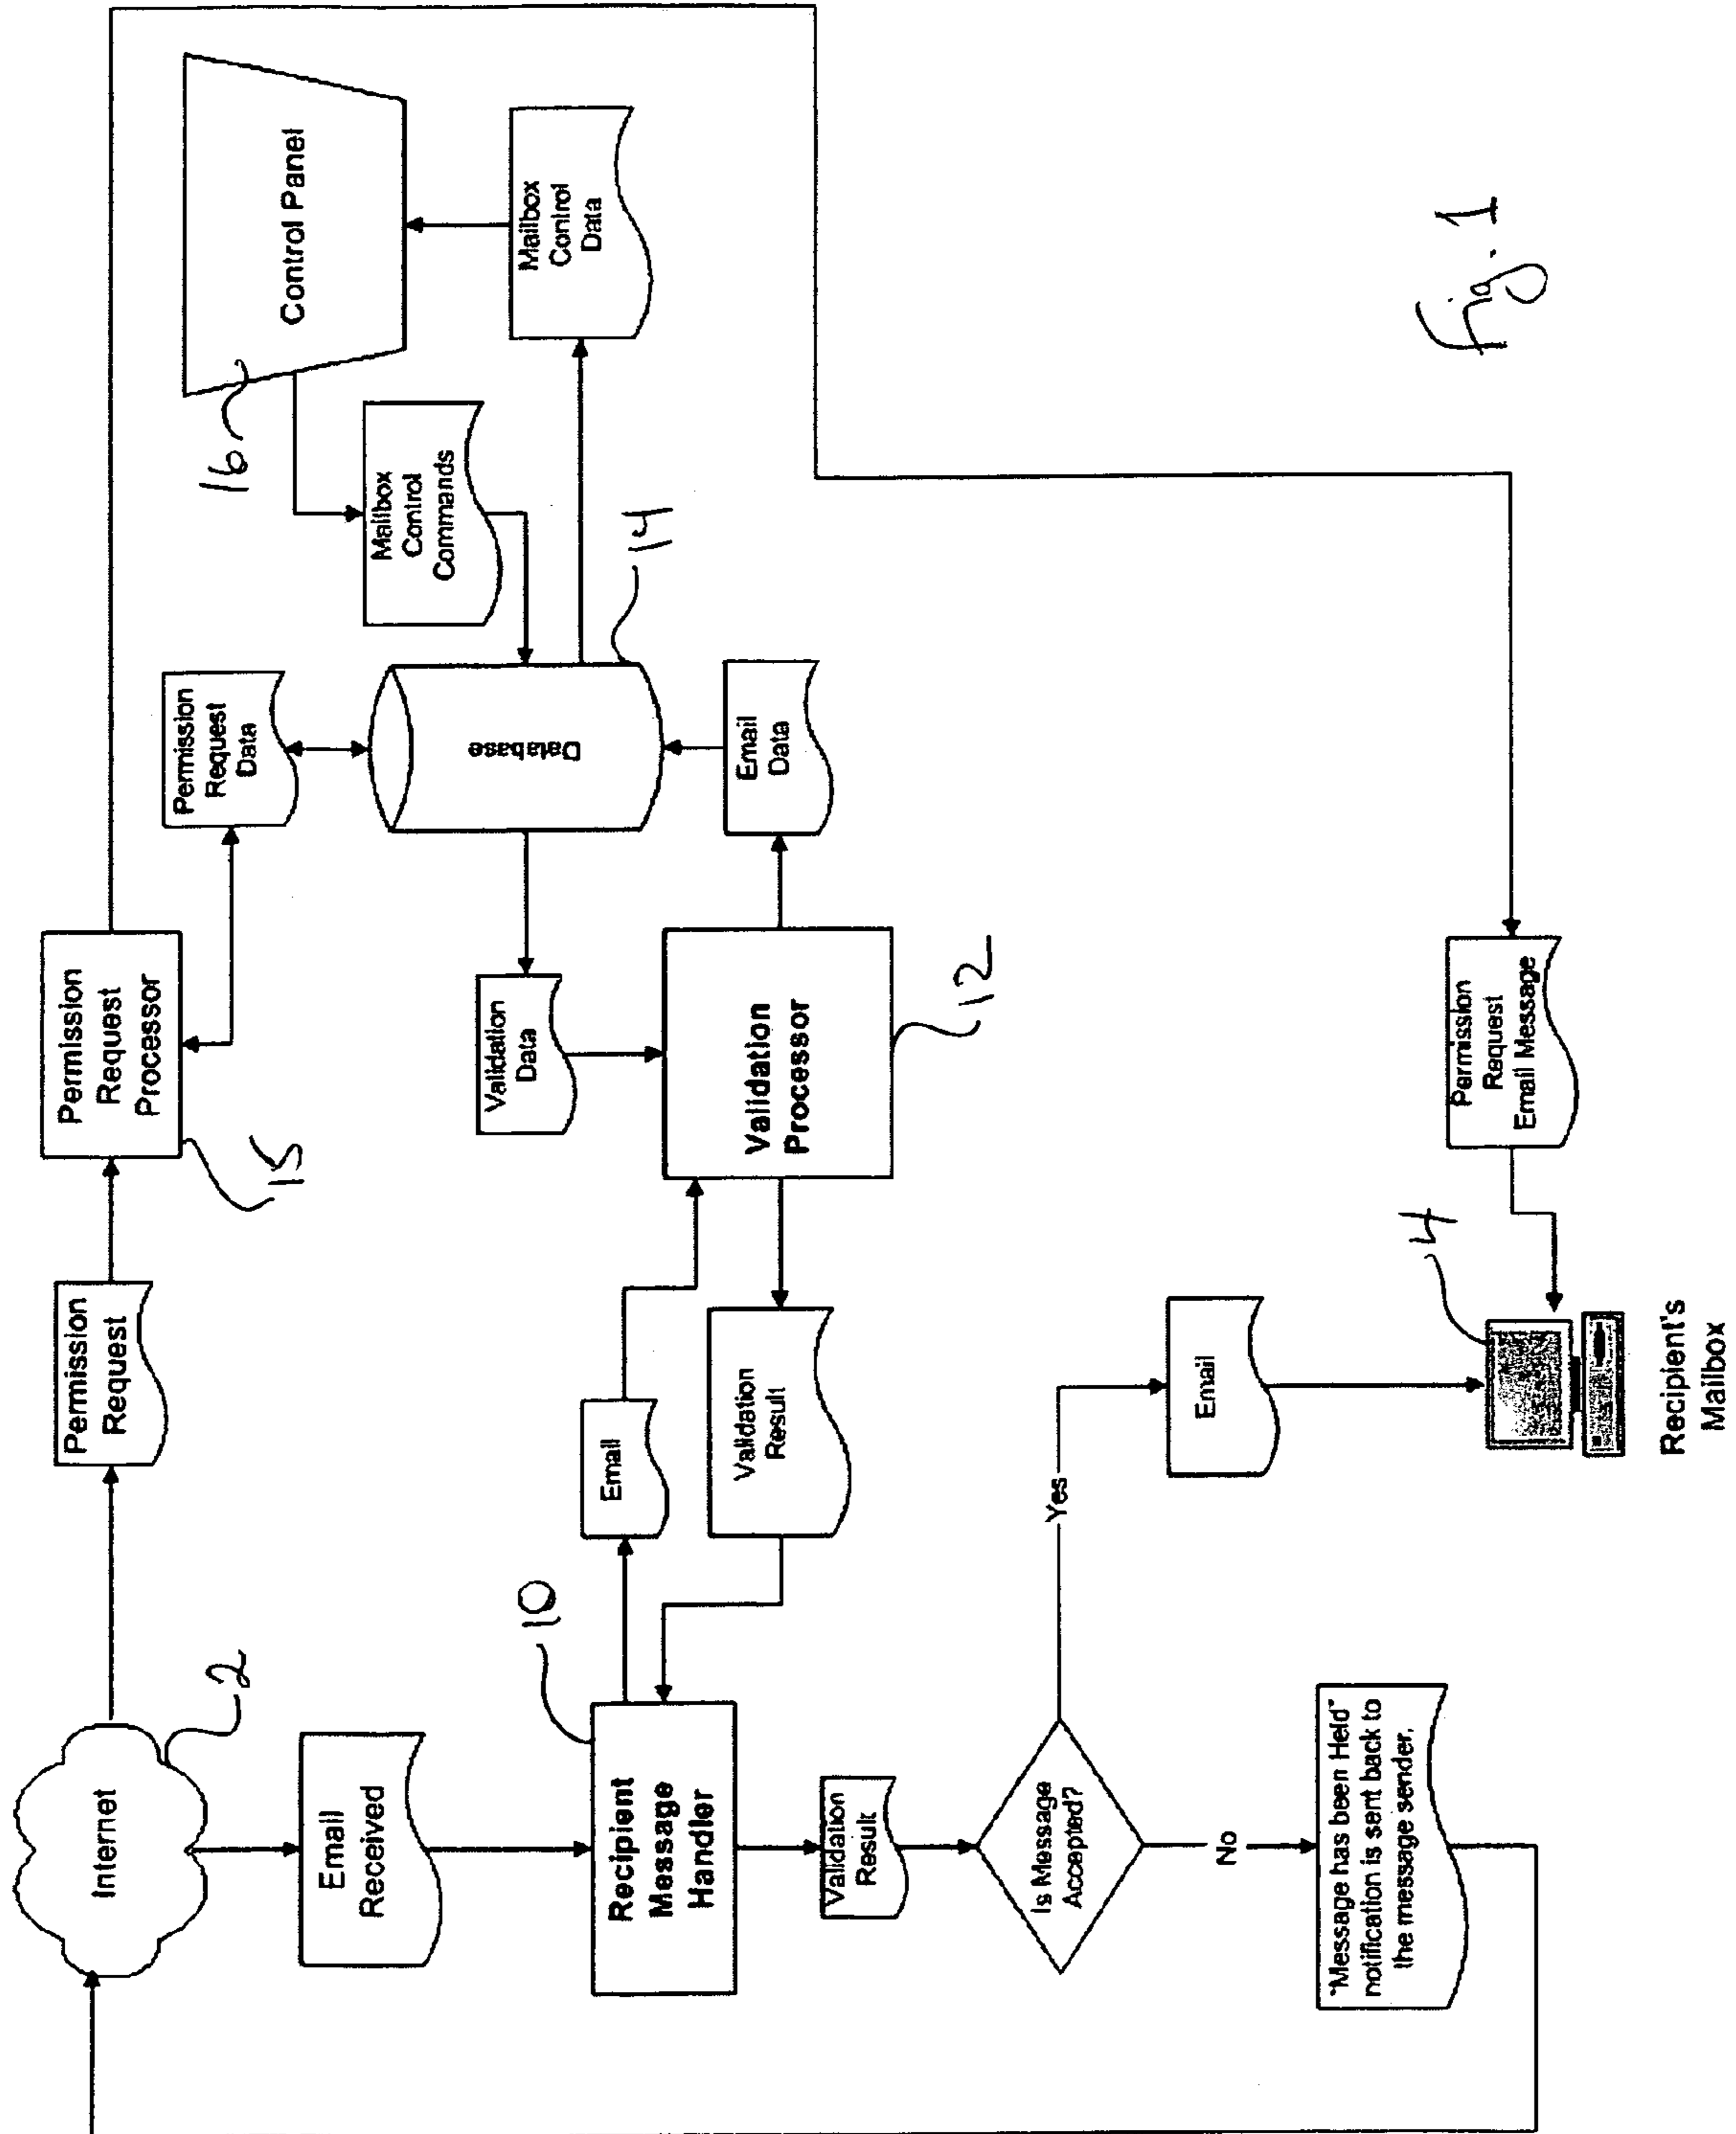 Internet
2
Permission
Request
Permission
Request
Processor
15
Permission
Request
Data
Control Panel
16
Mailbox
Control
Commands
Mailbox
Control
Data
Database
14
Email
Received
Recipient
Message
Handler
10
Email
Validation
Result
Validation
Data
Validation
Processor
12
Email
Data
Validation
Result
Is Message
Accepted?
Yes
No
Email
"Message has been Held"
notification is sent back to
the message sender.
Permission
Request
Email Message
4
Recipient's
Mailbox
Fig. 1